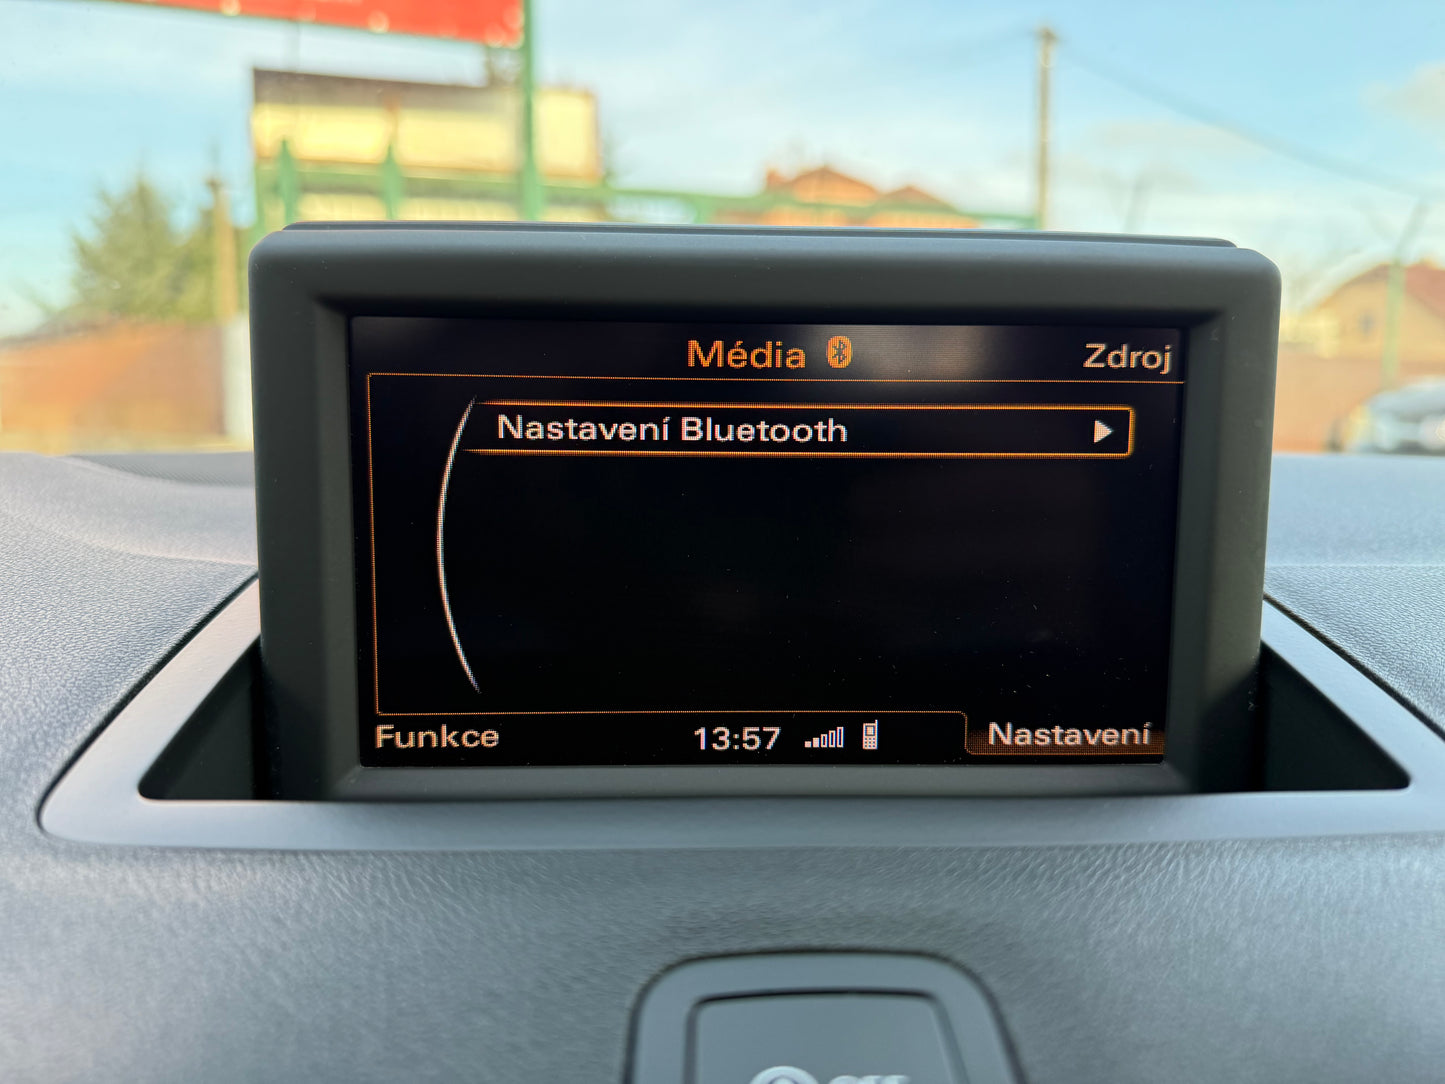 Média
Zdroj
Nastavení Bluetooth
Funkce
13:57
Nastavení